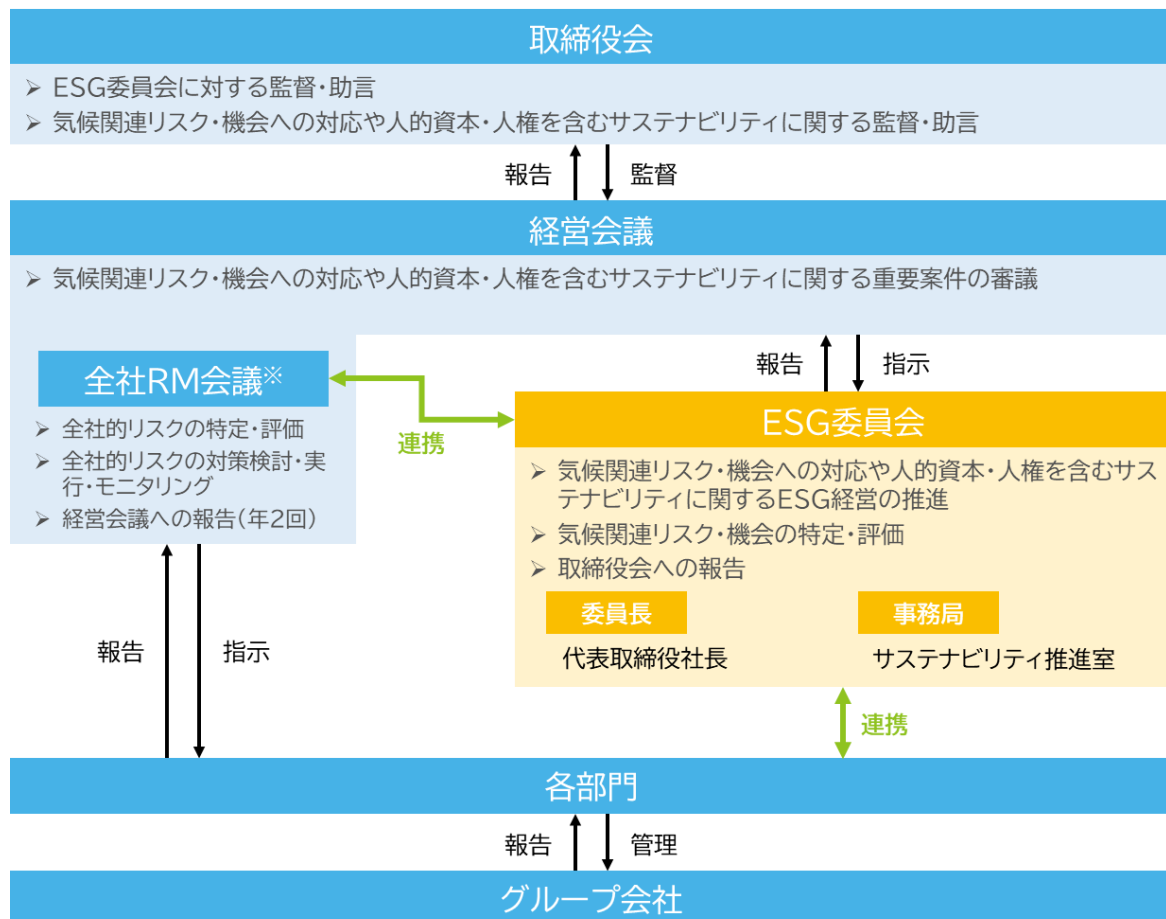 取締役会
➢ ESG委員会に対する監督・助言
➢ 気候関連リスク・機会への対応や人的資本・人権を含むサステナビリティに関する監督・助言
報告 監督
経営会議
➢ 気候関連リスク・機会への対応や人的資本・人権を含むサステナビリティに関する重要案件の審議
全社RM会議※
➢ 全社的リスクの特定・評価
➢ 全社的リスクの対策検討・実
行・モニタリング
➢ 経営会議への報告(年2回)
連携
報告 指示
ESG委員会
➢ 気候関連リスク・機会への対応や人的資本・人権を含むサス
テナビリティに関するESG経営の推進
➢ 気候関連リスク・機会の特定・評価
➢ 取締役会への報告
委員長 事務局
代表取締役社長 サステナビリティ推進室
報告 指示
連携
各部門
報告 管理
グループ会社